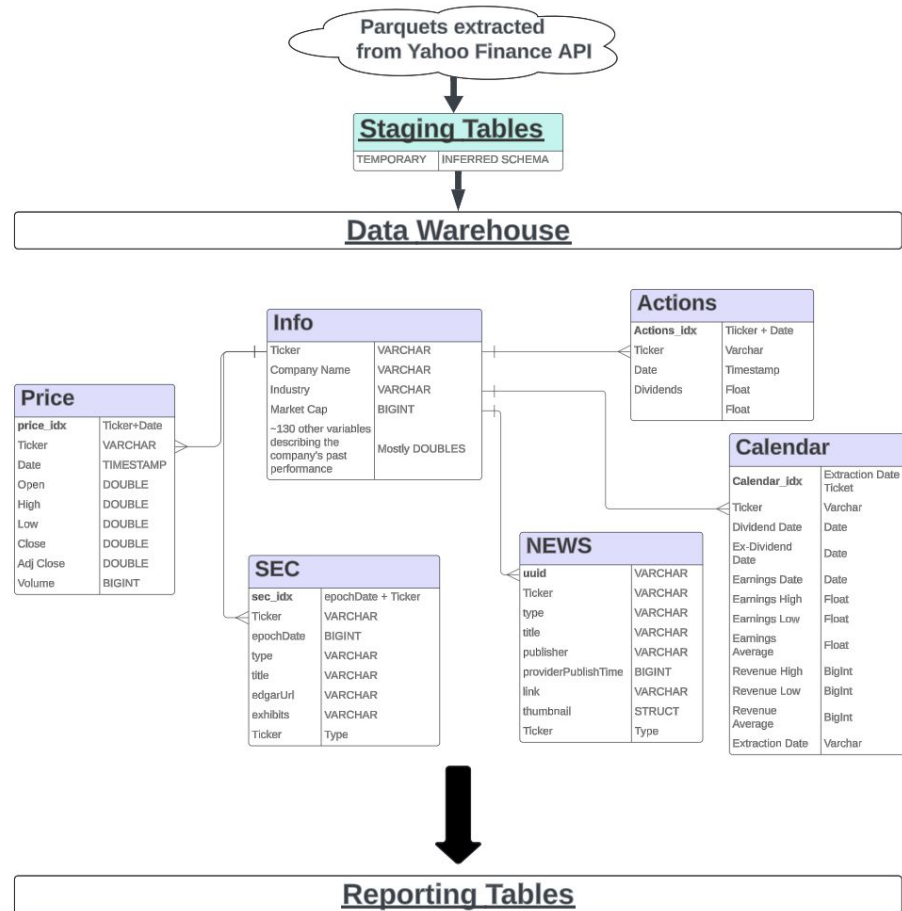 Parquets extracted
from Yahoo Finance API
Staging Tables
TEMPORARY INFERRED SCHEMA
Data Warehouse
Info
Ticker VARCHAR
Company Name VARCHAR
Industry VARCHAR
Market Cap BIGINT
~130 other variables
describing the
company's past
performance
Mostly DOUBLES
Actions
Actions_idx Tiicker + Date
Ticker Varchar
Date Timestamp
Dividends Float
Float
Price
price_idx Ticker+Date
Ticker VARCHAR
Date TIMESTAMP
Open DOUBLE
High DOUBLE
Low DOUBLE
Close DOUBLE
Adj Close DOUBLE
Volume BIGINT
SEC
sec_idx epochDate + Ticker
Ticker VARCHAR
epochDate BIGINT
type VARCHAR
title VARCHAR
edgarUrl VARCHAR
exhibits VARCHAR
Ticker Type
NEWS
uuid VARCHAR
Ticker VARCHAR
type VARCHAR
title VARCHAR
publisher VARCHAR
providerPublishTime BIGINT
link VARCHAR
thumbnail STRUCT
Ticker Type
Calendar
Calendar_idx Extraction Date
Ticket
Ticker Varchar
Dividend Date Date
Ex-Dividend
Date
Date
Earnings Date Date
Earnings High Float
Earnings Low Float
Earnings
Average
Float
Revenue High BigInt
Revenue Low BigInt
Revenue
Average
BigInt
Extraction Date Varchar
Reporting Tables